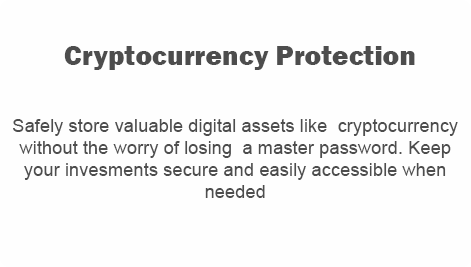 Cryptocurrency Protection
Safely store valuable digital assets like  cryptocurrency
without the worry of losing  a master password. Keep
your invesments secure and easily accessible when
needed